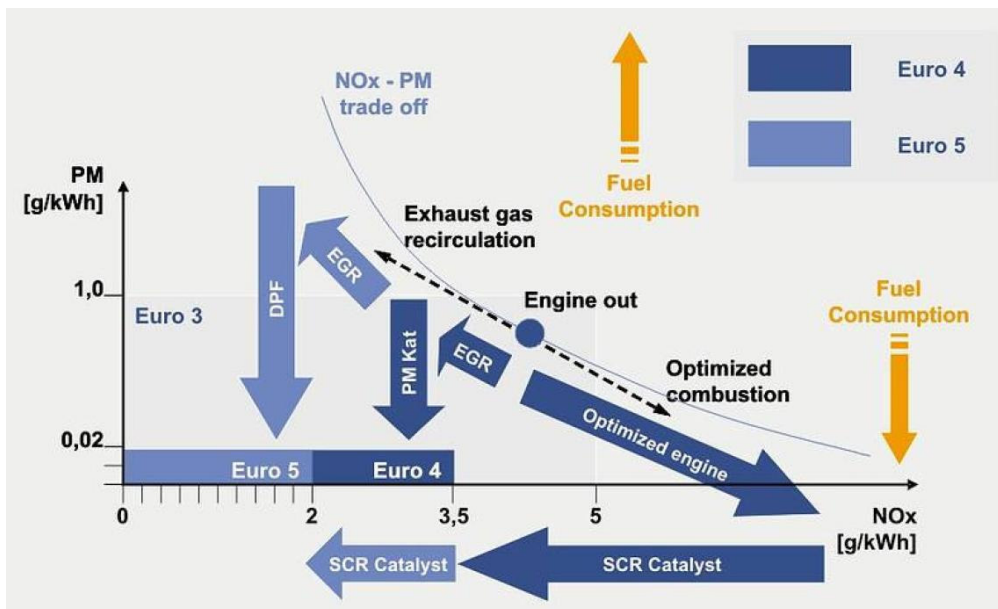 NOx - PM
trade off
Euro 4
Euro 5
PM
[g/kWh]
Fuel
Consumption
Exhaust gas
recirculation
EGR
DPF
1,0
Euro 3
Engine out
Fuel
Consumption
PM Kat
EGR
Optimized
combustion
Optimized engine
0,02
Euro 5
Euro 4
0
2
3,5
5
NOx
[g/kWh]
SCR Catalyst
SCR Catalyst